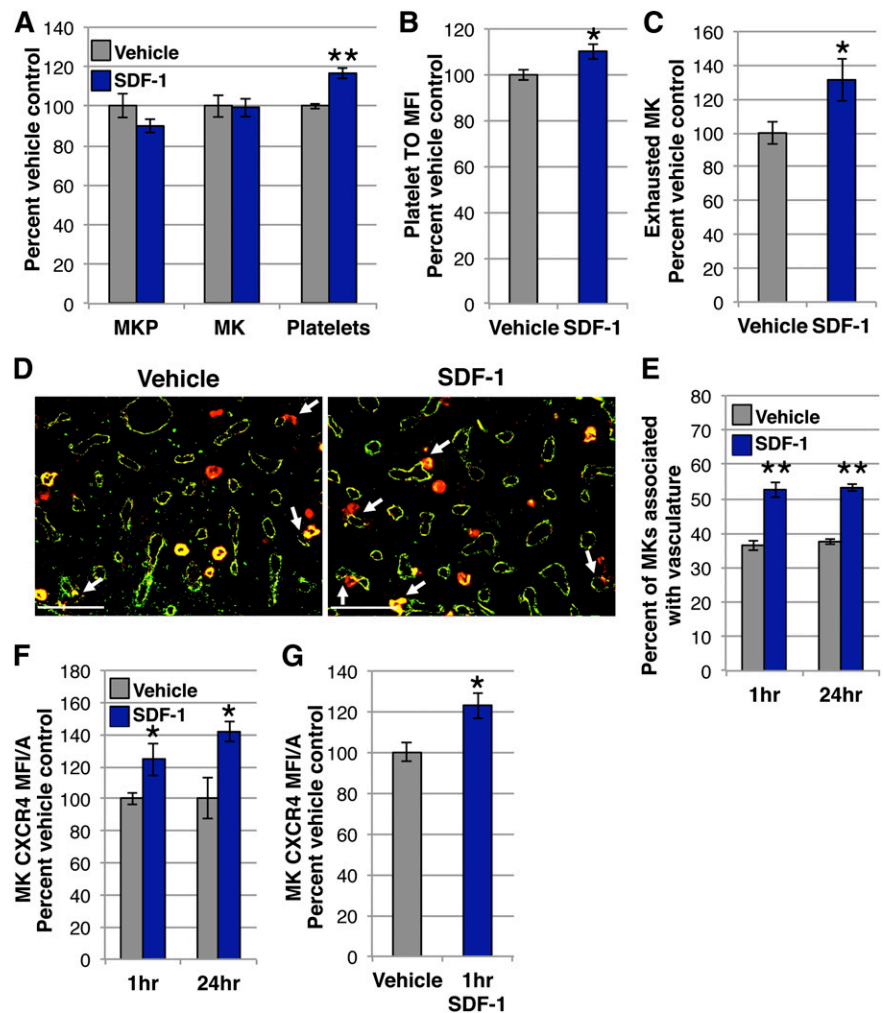 A
Percent vehicle control
140
120
100
80
60
40
20
0
Vehicle
SDF-1
**
MKP
MK
Platelets
B
Platelet TO MFI
Percent vehicle control
120
100
80
60
40
20
0
*
Vehicle SDF-1
C
Exhausted MK
Percent vehicle control
160
140
120
100
80
60
40
20
0
*
Vehicle SDF-1
D
Vehicle
SDF-1
E
Percent of MKs associated
with vasculature
80
70
60
50
40
30
20
10
0
Vehicle
SDF-1
**
**
1hr
24hr
F
MK CXCR4 MFI/A
Percent vehicle control
180
160
140
120
100
80
60
40
20
0
Vehicle
SDF-1
*
*
1hr
24hr
G
MK CXCR4 MFI/A
Percent vehicle control
140
120
100
80
60
40
20
0
*
Vehicle
1hr
SDF-1